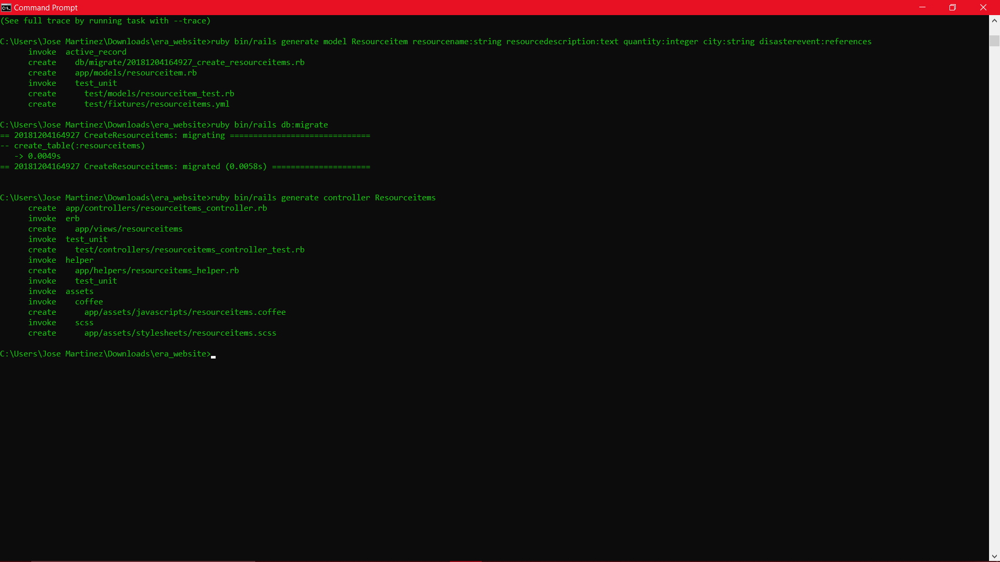 Command Prompt
(See full trace by running task with --trace)
C:\Users\Jose Martinez\Downloads\era_website>ruby bin/rails generate model Resourceitem resourcename:string resourcedescription:text quantity:integer city:string disasterevent:references
      invoke  active_record
      create    db/migrate/20181204164927_create_resourceitems.rb
      create    app/models/resourceitem.rb
      invoke    test_unit
      create      test/models/resourceitem_test.rb
      create      test/fixtures/resourceitems.yml
C:\Users\Jose Martinez\Downloads\era_website>ruby bin/rails db:migrate
== 20181204164927 CreateResourceitems: migrating ==============================
-- create_table(:resourceitems)
   -> 0.0049s
== 20181204164927 CreateResourceitems: migrated (0.0058s) =====================
C:\Users\Jose Martinez\Downloads\era_website>ruby bin/rails generate controller Resourceitems
      create  app/controllers/resourceitems_controller.rb
      invoke  erb
      create    app/views/resourceitems
      invoke  test_unit
      create    test/controllers/resourceitems_controller_test.rb
      invoke  helper
      create    app/helpers/resourceitems_helper.rb
      invoke    test_unit
      invoke  assets
      invoke    coffee
      create      app/assets/javascripts/resourceitems.coffee
      invoke    scss
      create      app/assets/stylesheets/resourceitems.scss
C:\Users\Jose Martinez\Downloads\era_website>